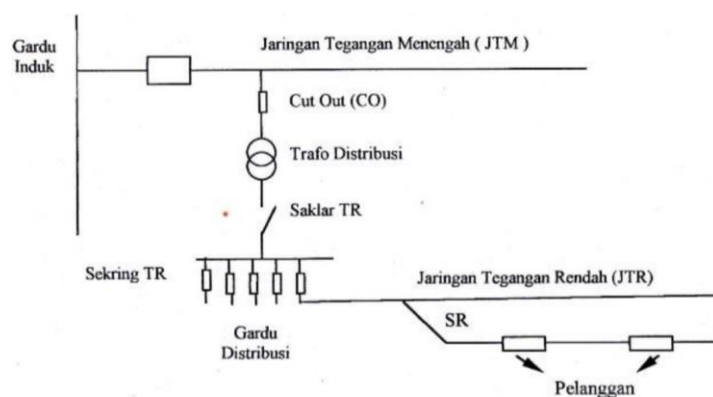 Gardu
Induk
Jaringan Tegangan Menengah ( JTM )
Cut Out (CO)
Trafo Distribusi
Saklar TR
Sekring TR
Jaringan Tegangan Rendah (JTR)
SR
Gardu
Distribusi
Pelanggan